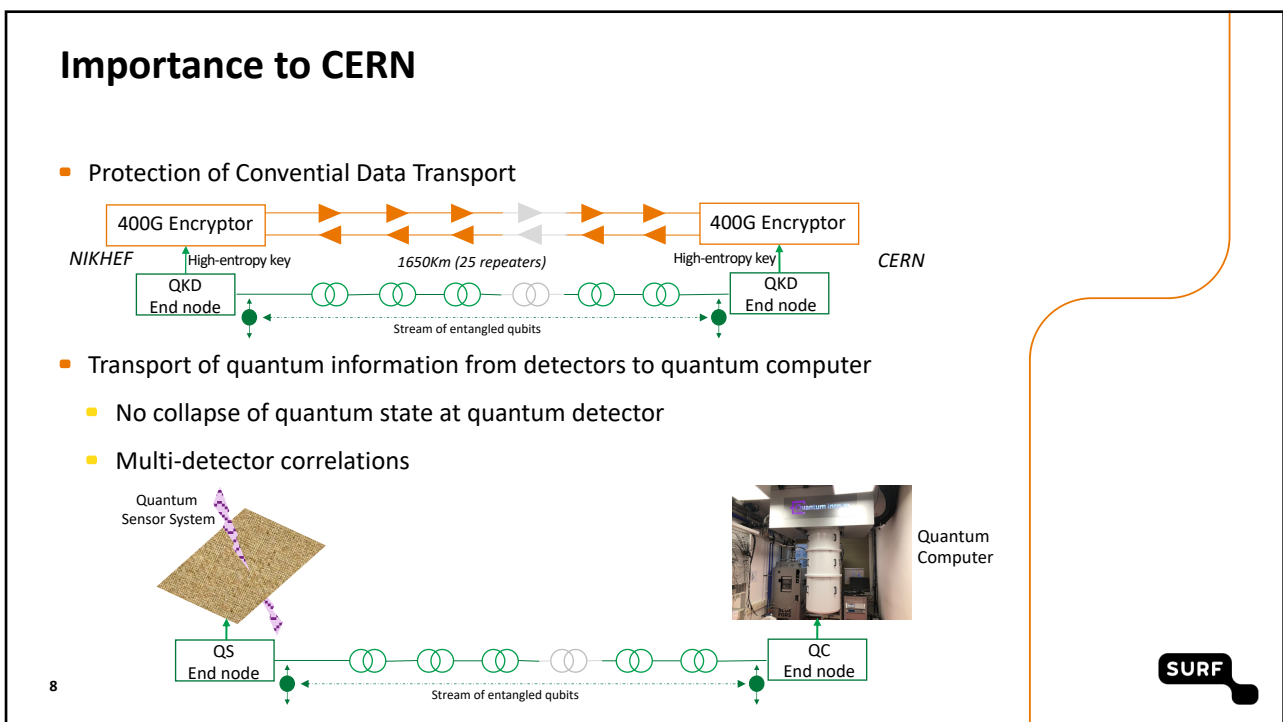 Importance to CERN
Protection of Convential Data Transport
400G Encryptor
400G Encryptor
NIKHEF
High-entropy key
1650Km (25 repeaters)
High-entropy key
CERN
QKD
End node
QKD
End node
Stream of entangled qubits
Transport of quantum information from detectors to quantum computer
No collapse of quantum state at quantum detector
Multi-detector correlations
Quantum
Sensor System
Quantum
Computer
QS
End node
QC
End node
Stream of entangled qubits
8
SURF